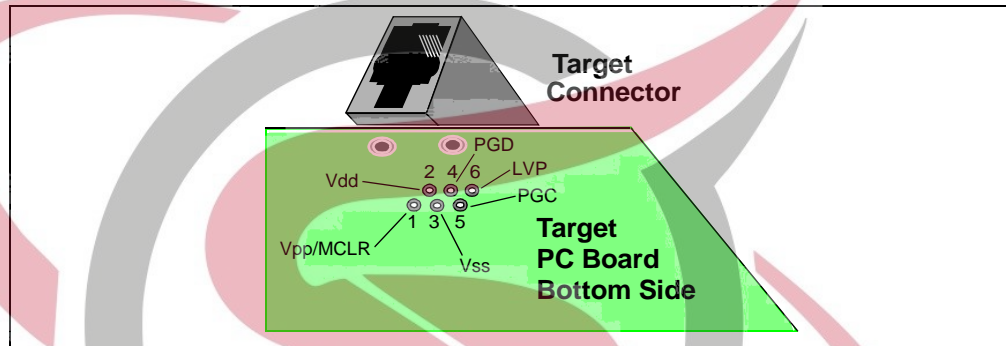 Target
Connector
PGD
2 4 6
LVP
Vdd
PGC
1 3 5
Vpp/MCLR
Vss
Target
PC Board
Bottom Side